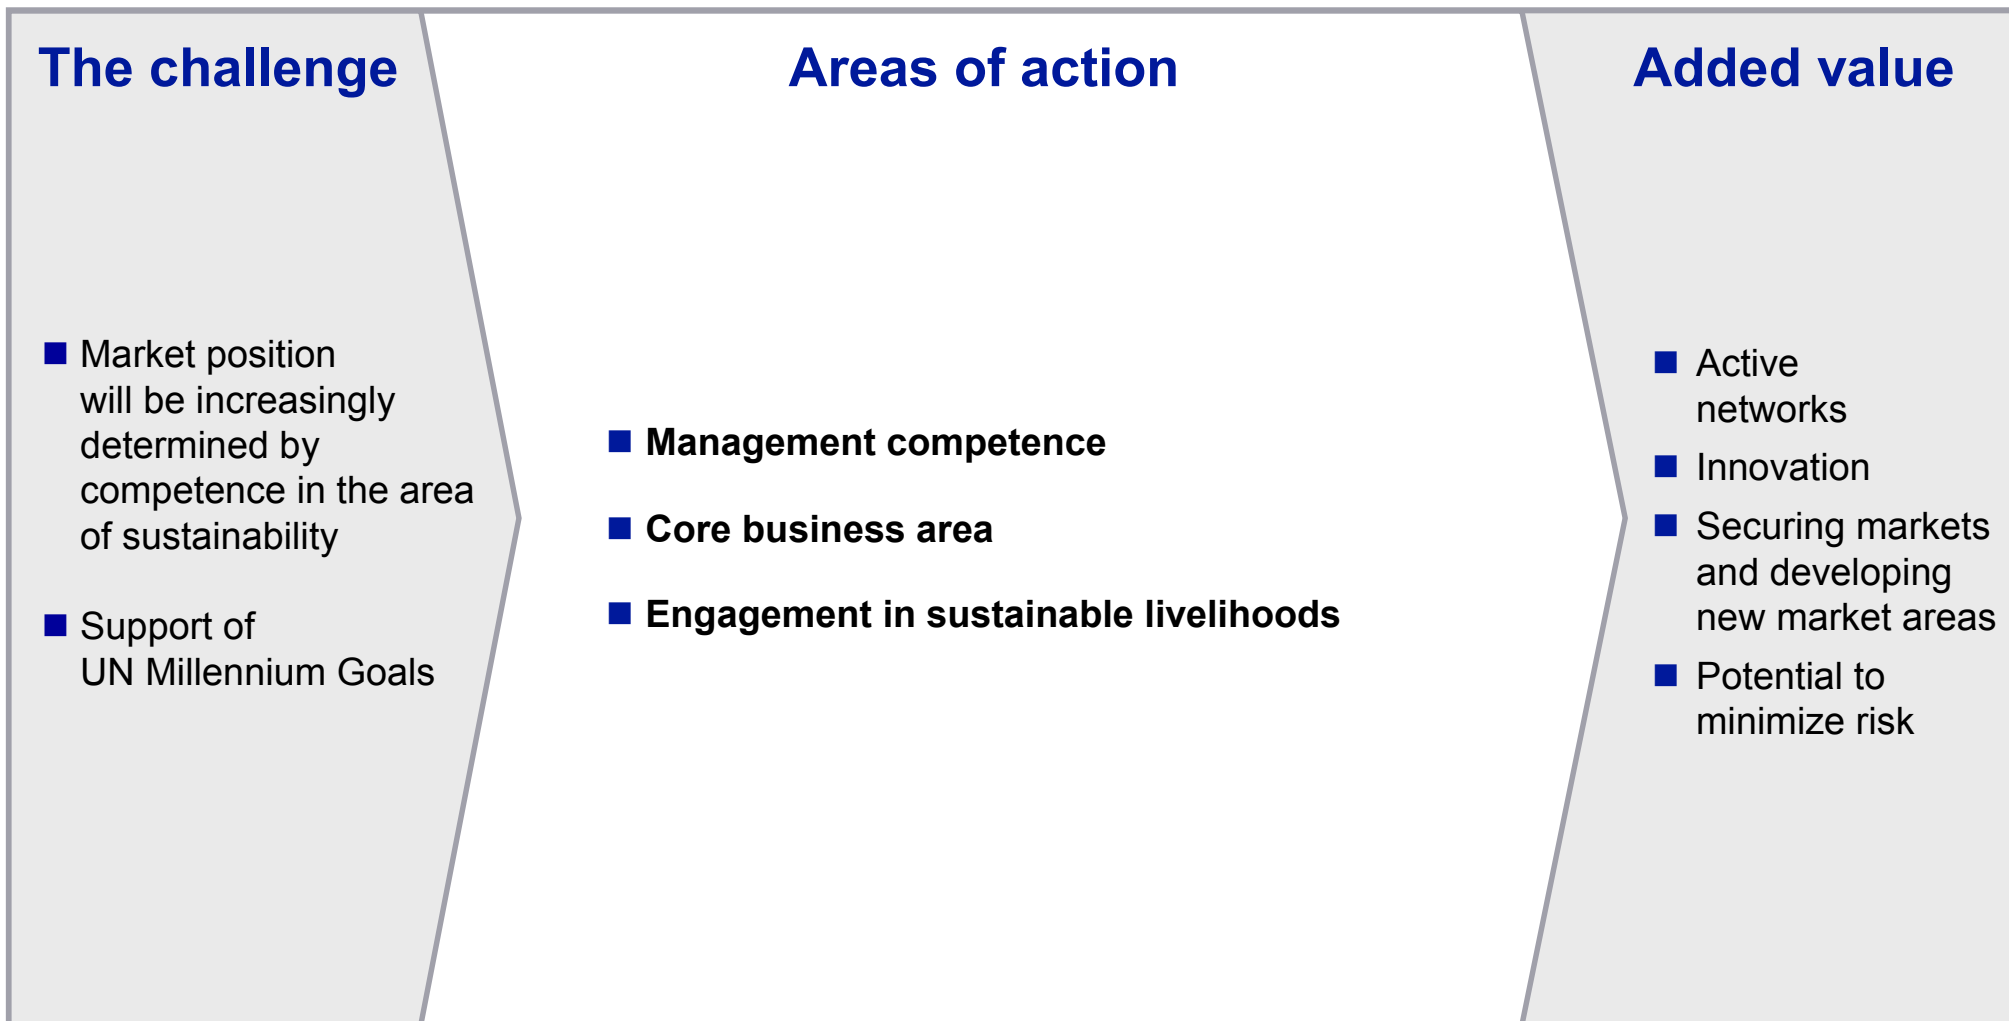 The challenge
Areas of action
Added value
Market position
will be increasingly
determined by
competence in the area
of sustainability
Support of
UN Millennium Goals
Management competence
Core business area
Engagement in sustainable livelihoods
Active
networks
Innovation
Securing markets
and developing
new market areas
Potential to
minimize risk